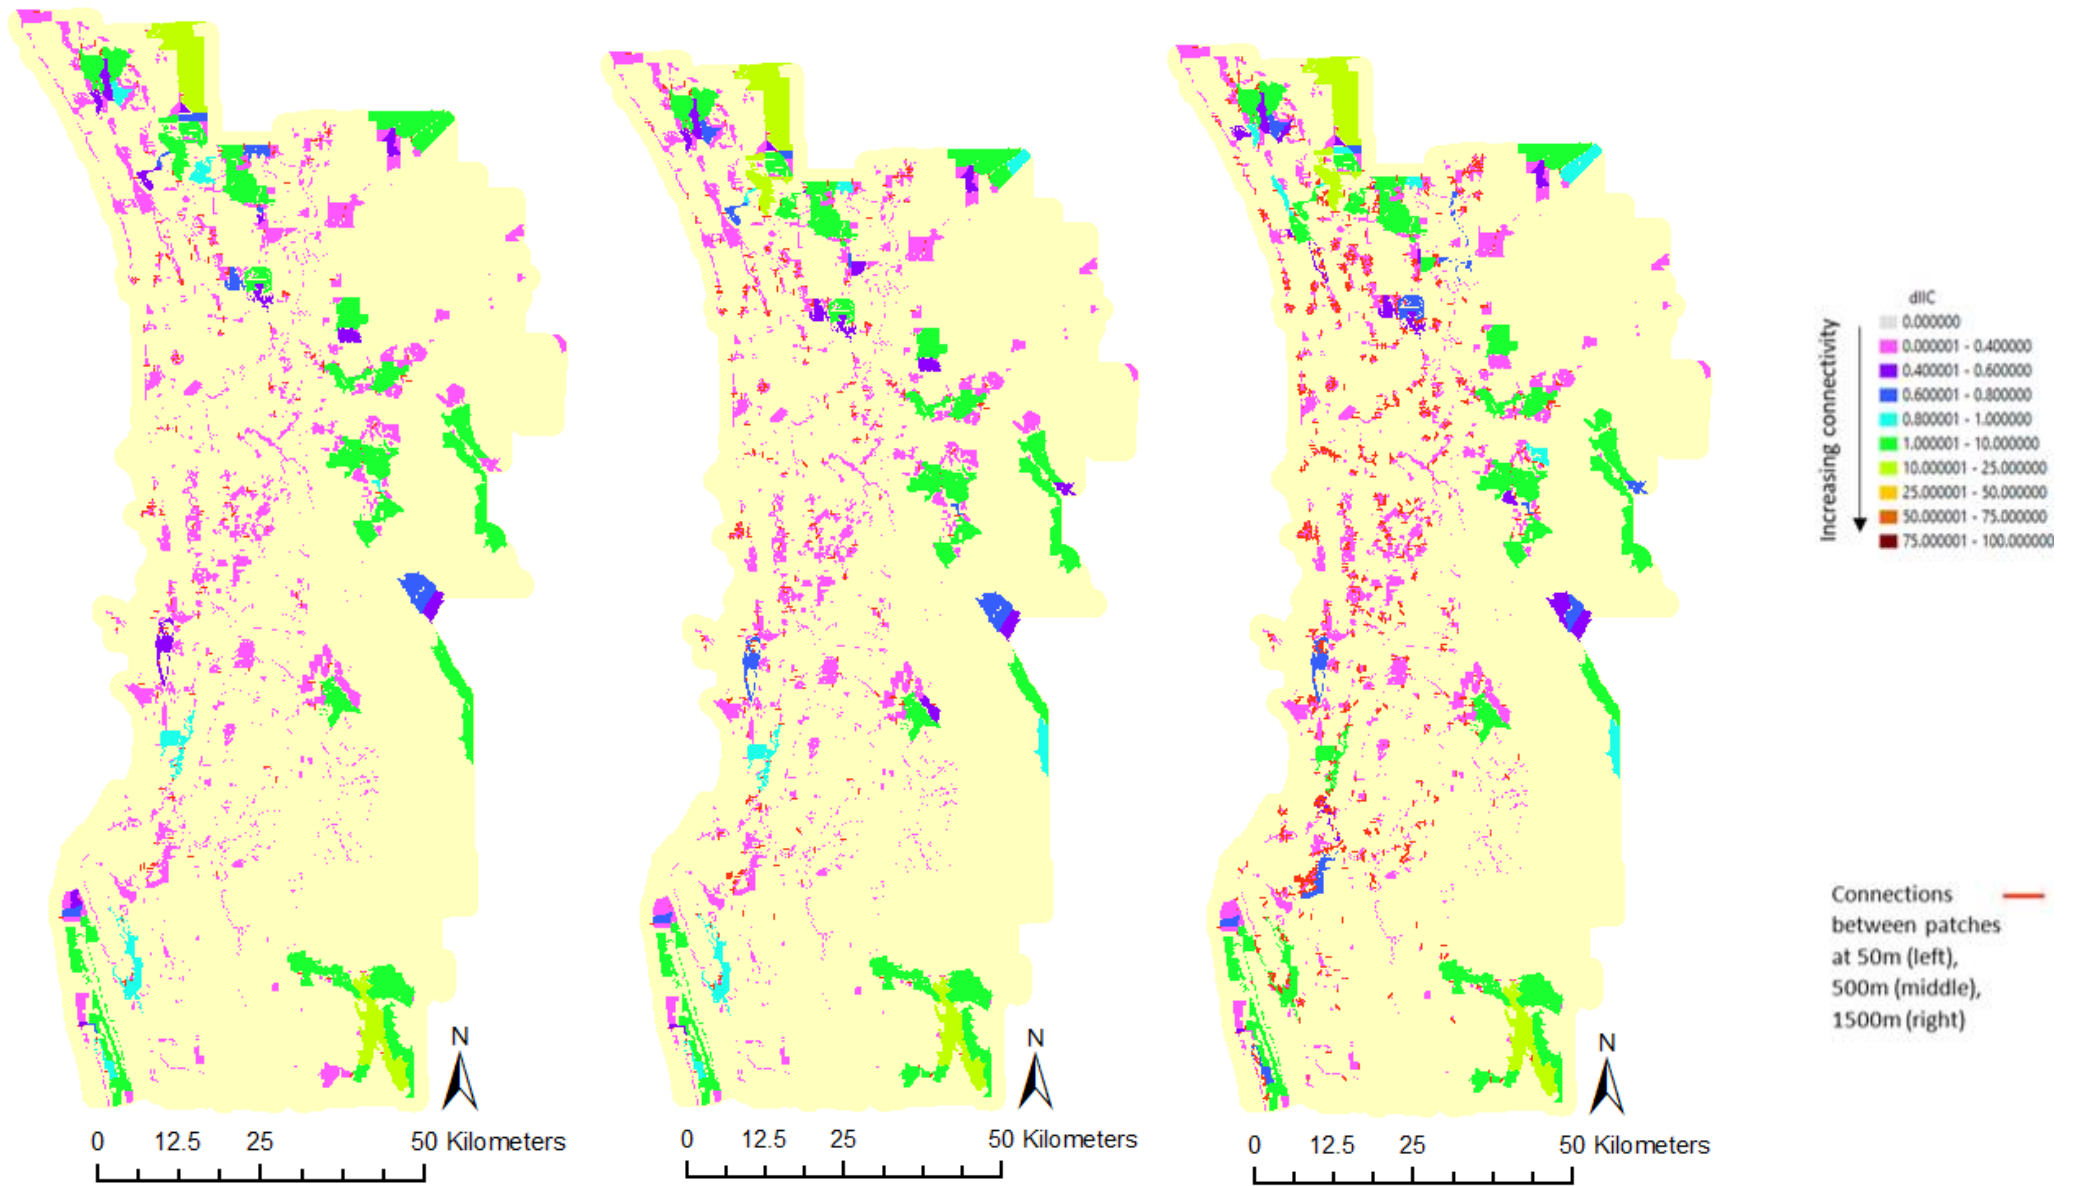 dIIC
0.000000
0.000001 - 0.400000
0.400001 - 0.600000
0.600001 - 0.800000
0.800001 - 1.000000
1.000001 - 10.000000
10.000001 - 25.000000
25.000001 - 50.000000
50.000001 - 75.000000
75.000001 - 100.000000
Increasing connectivity
Connections
between patches
at 50m (left),
500m (middle),
1500m (right)
N
N
N
0 12.5 25 50 Kilometers
0 12.5 25 50 Kilometers
0 12.5 25 50 Kilometers